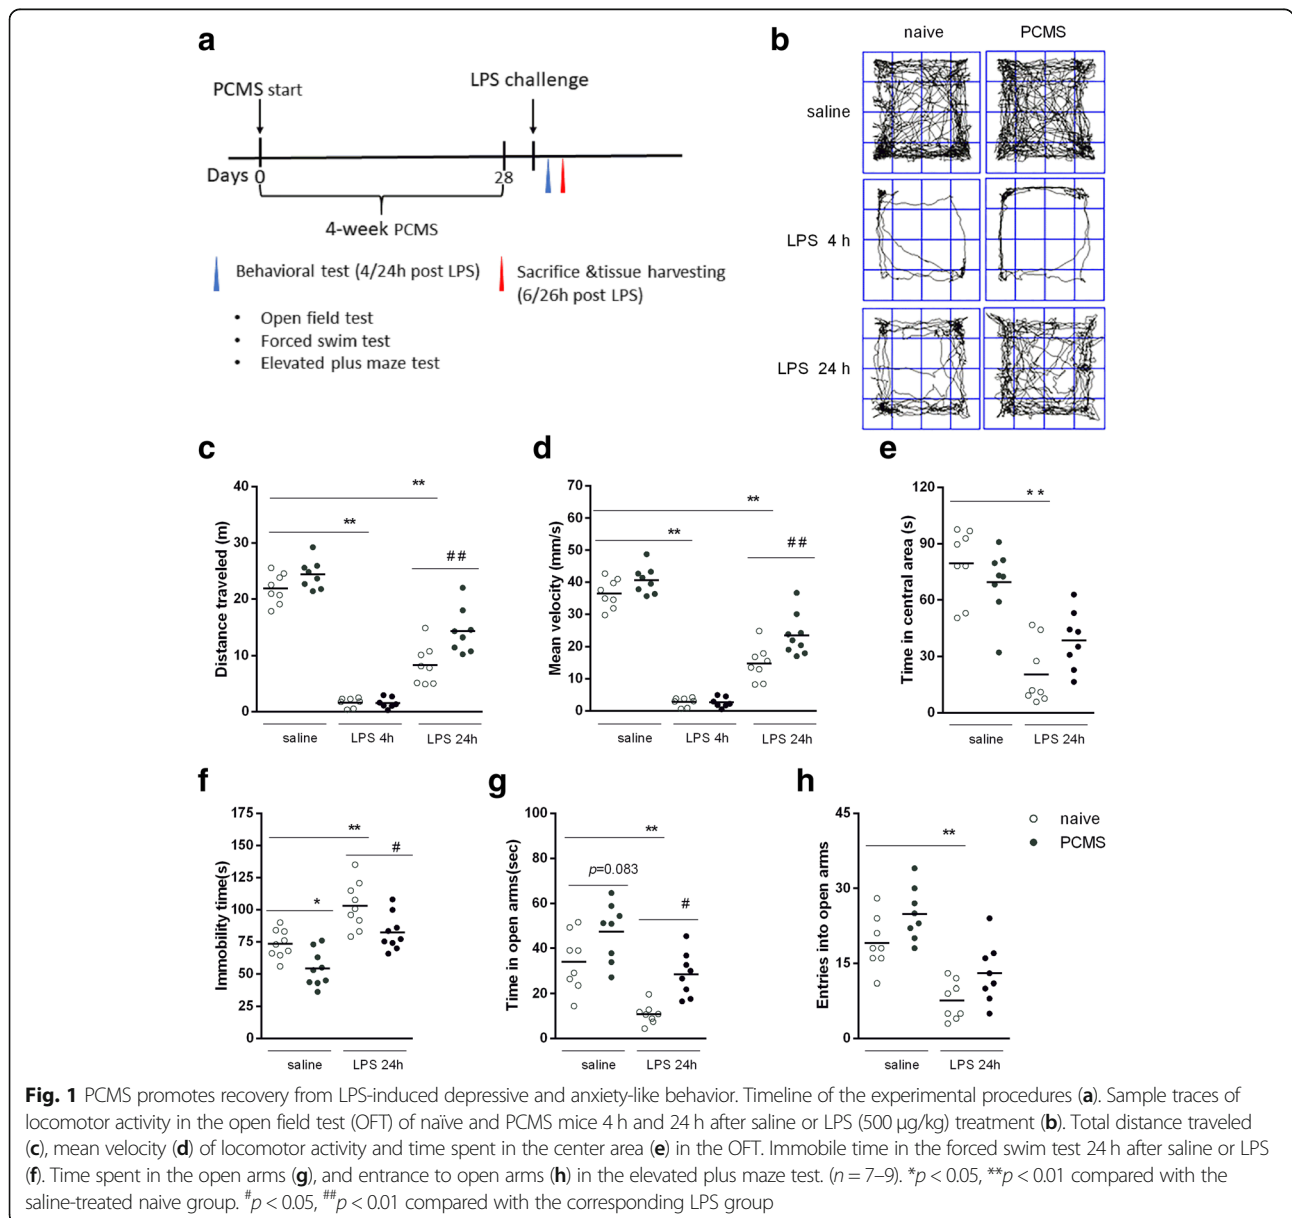 a
PCMS start
LPS challenge
Days 0
28
4-week PCMS
Behavioral test (4/24h post LPS)
• Open field test
• Forced swim test
• Elevated plus maze test
Sacrifice &tissue harvesting
(6/26h post LPS)
b
naive
PCMS
saline
LPS 4 h
LPS 24 h
c
Distance traveled (m)
40
30
20
10
0
**
**
##
saline
LPS 4h
LPS 24h
d
Mean velocity (mm/s)
70
60
50
40
30
20
10
0
**
**
##
saline
LPS 4h
LPS 24h
e
Time in central area (s)
120
90
60
30
0
**
saline
LPS 24h
f
Immobility time(s)
175
150
125
100
75
50
25
0
**
#
*
saline
LPS 24h
g
Time in open arms(sec)
100
80
60
40
20
0
**
p=0.083
#
saline
LPS 24h
h
Entries into open arms
45
30
15
0
**
saline
LPS 24h
naive
PCMS
Fig. 1 PCMS promotes recovery from LPS-induced depressive and anxiety-like behavior. Timeline of the experimental procedures (a). Sample traces of
locomotor activity in the open field test (OFT) of naïve and PCMS mice 4 h and 24 h after saline or LPS (500 μg/kg) treatment (b). Total distance traveled
(c), mean velocity (d) of locomotor activity and time spent in the center area (e) in the OFT. Immobile time in the forced swim test 24 h after saline or LPS
(f). Time spent in the open arms (g), and entrance to open arms (h) in the elevated plus maze test. (n = 7–9). *p < 0.05, **p < 0.01 compared with the
saline-treated naive group. #p < 0.05, ##p < 0.01 compared with the corresponding LPS group